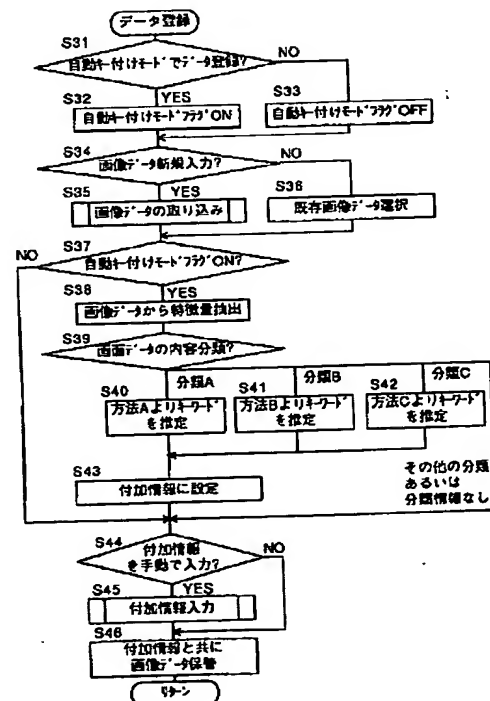 データ登録
S31
自動キー付けモードでデータ登録?
NO
YES
S32
自動キー付けモードフラグON
S33
自動キー付けモードフラグOFF
S34
画像データ新規入力?
NO
YES
S35
画像データの取り込み
S36
既存画像データ選択
S37
NO
自動キー付けモードフラグON?
YES
S38
画像データから特徴量抽出
S39
画面データの内容分類?
分類A
分類B
分類C
S40
方法Aよりキーワード
を推定
S41
方法Bよりキーワード
を推定
S42
方法Cよりキーワード
を推定
その他の分類
あるいは
分類情報なし
S43
付加情報に設定
S44
付加情報
を手動で入力?
NO
YES
S45
付加情報入力
S46
付加情報と共に
画像データ保管
リターン